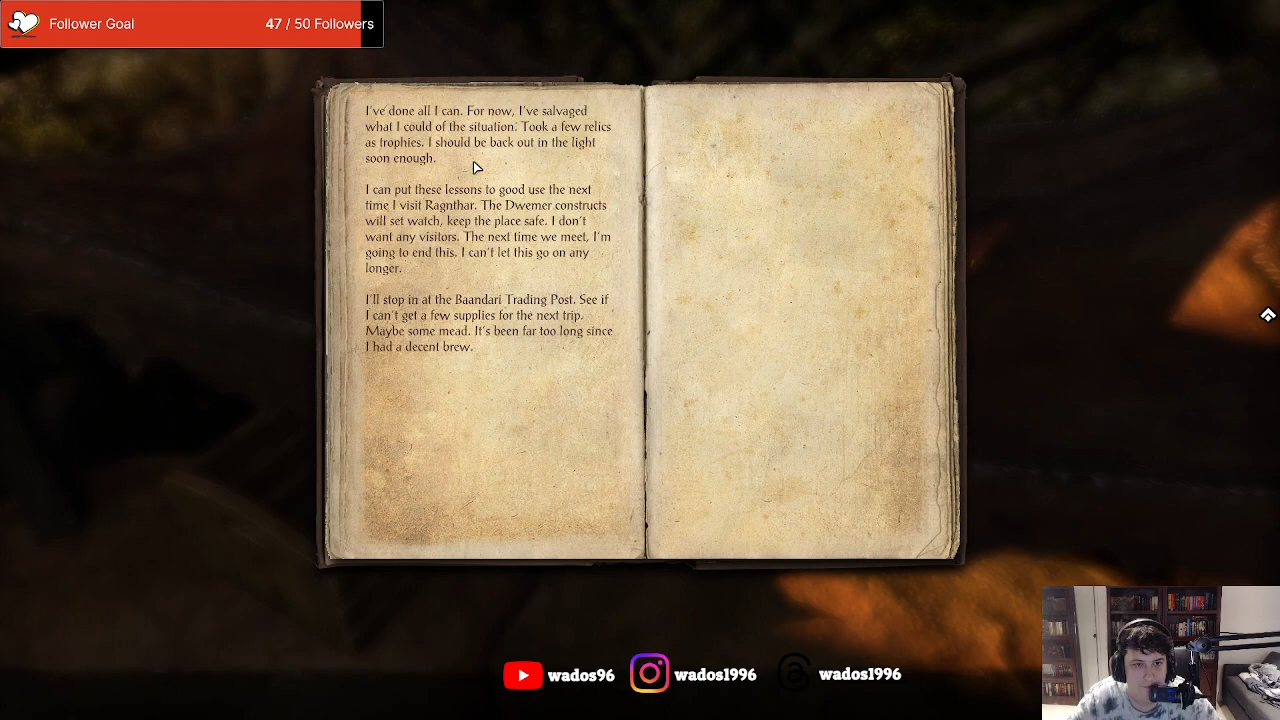 Follower Goal
47 / 50 Followers
I've done all I can. For now, I've salvaged
what I could of the situation. Took a few relics
as trophies. I should be back out in the light
soon enough.
I can put these lessons to good use the next
time I visit Ragnthar. The Dwemer constructs
will set watch, keep the place safe. I don't
want any visitors. The next time we meet, I'm
going to end this. I can't let this go on any
longer.
I'll stop in at the Baandari Trading Post. See if
I can't get a few supplies for the next trip.
Maybe some mead. It's been far too long since
I had a decent brew.
wados96
wados1996
wados1996